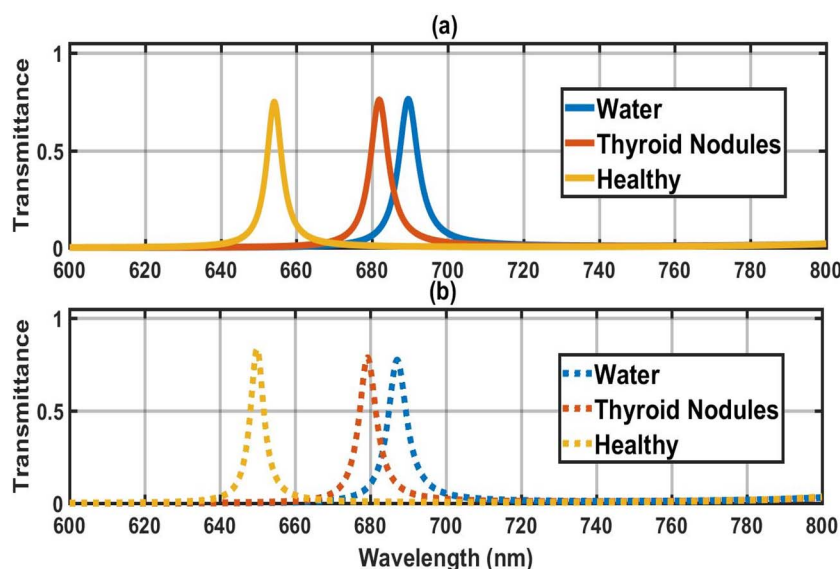 (a)
1
0.5
0
Transmittance
Water
Thyroid Nodules
Healthy
600 620 640 660 680 700 720 740 760 780 800
(b)
1
0.5
0
Transmittance
Water
Thyroid Nodules
Healthy
600 620 640 660 680 700 720 740 760 780 800
Wavelength (nm)